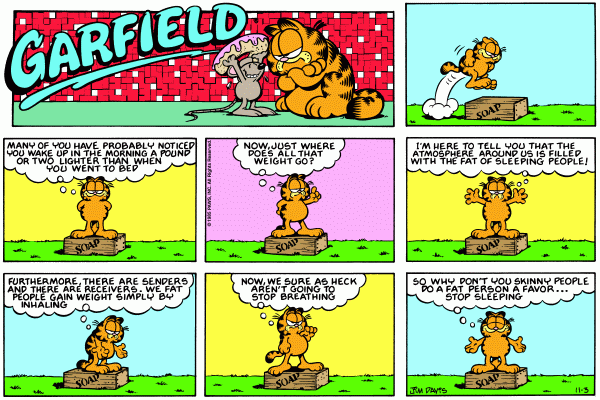 GARFIELD
SOAP
MANY OF YOU HAVE PROBABLY NOTICED
YOU WAKE UP IN THE MORNING A POUND
OR TWO LIGHTER THAN WHEN
YOU WENT TO BED
SOAP
NOW, JUST WHERE
DOES ALL THAT
WEIGHT GO?
SOAP
I'M HERE TO TELL YOU THAT THE
ATMOSPHERE AROUND US IS FILLED
WITH THE FAT OF SLEEPING PEOPLE!
SOAP
FURTHERMORE, THERE ARE SENDERS
AND THERE ARE RECEIVERS. WE FAT
PEOPLE GAIN WEIGHT SIMPLY BY
INHALING
SOAP
NOW, WE SURE AS HECK
AREN'T GOING TO
STOP BREATHING
SOAP
SO WHY DON'T YOU SKINNY PEOPLE
DO A FAT PERSON A FAVOR...
STOP SLEEPING
SOAP
JIM DAVIS
11-3